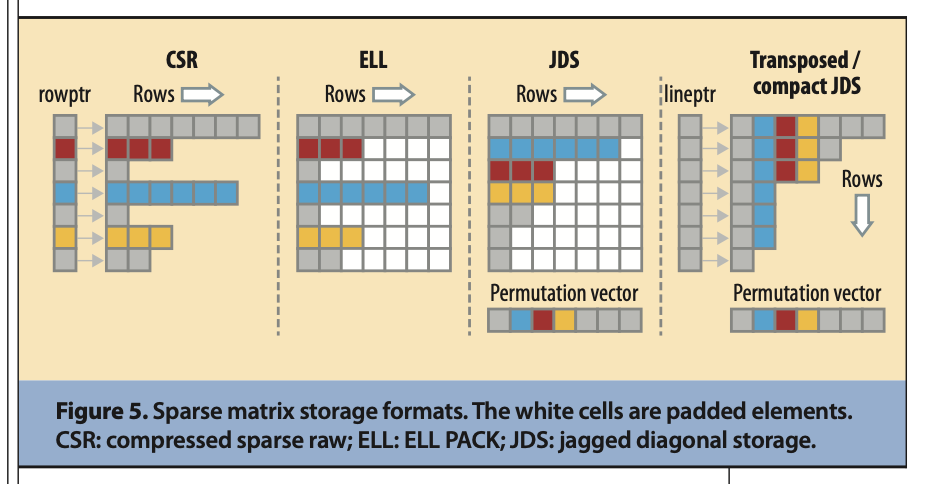 CSR
rowptr Rows
ELL
Rows
JDS
Rows
Permutation vector
Transposed /
compact JDS
lineptr
Rows
Permutation vector
Figure 5. Sparse matrix storage formats. The white cells are padded elements.
CSR: compressed sparse raw; ELL: ELL PACK; JDS: jagged diagonal storage.